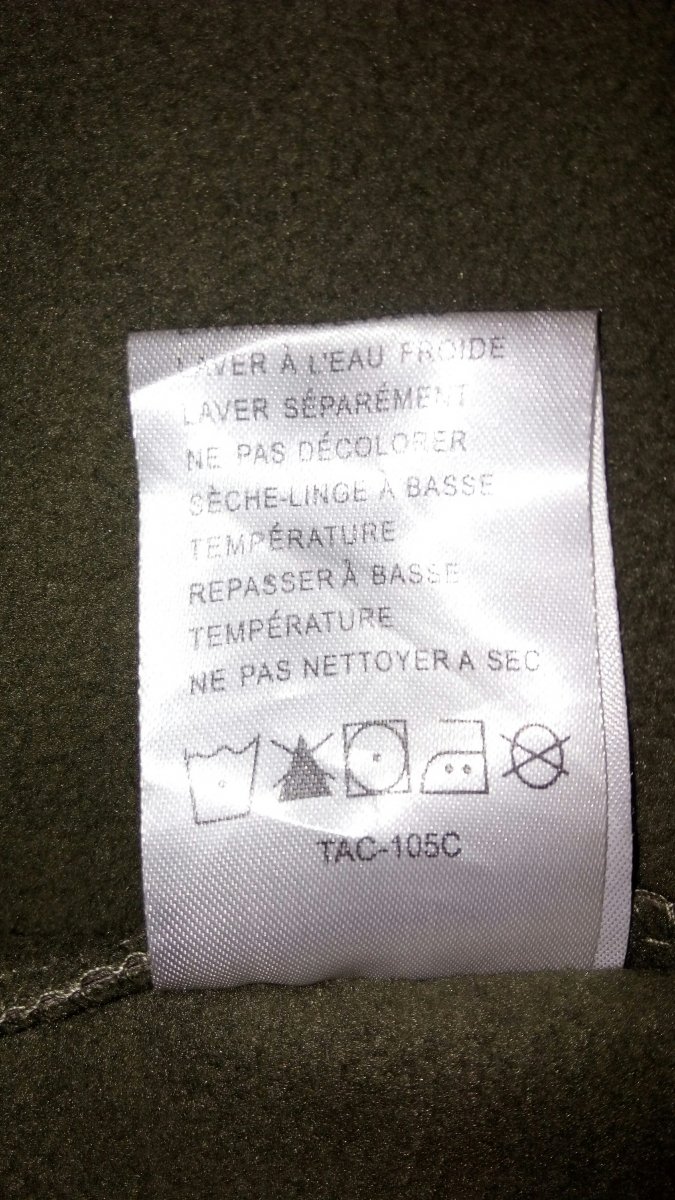 LAVER À L'EAU FROIDE
LAVER SÉPARÉMENT
NE PAS DÉCOLORER
SÈCHE-LINGE À BASSE
TEMPÉRATURE
REPASSER À BASSE
TEMPÉRATURE
NE PAS NETTOYER A SEC
TAC-105C